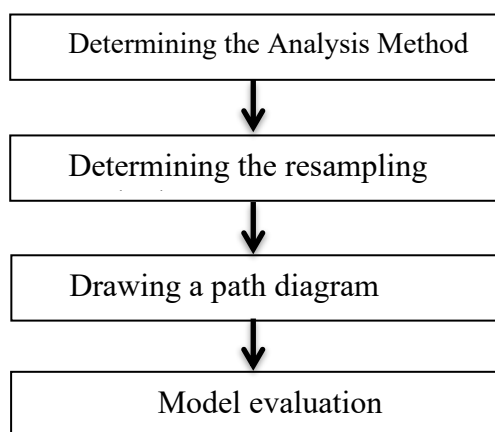 Determining the Analysis Method
Determining the resampling
Drawing a path diagram
Model evaluation